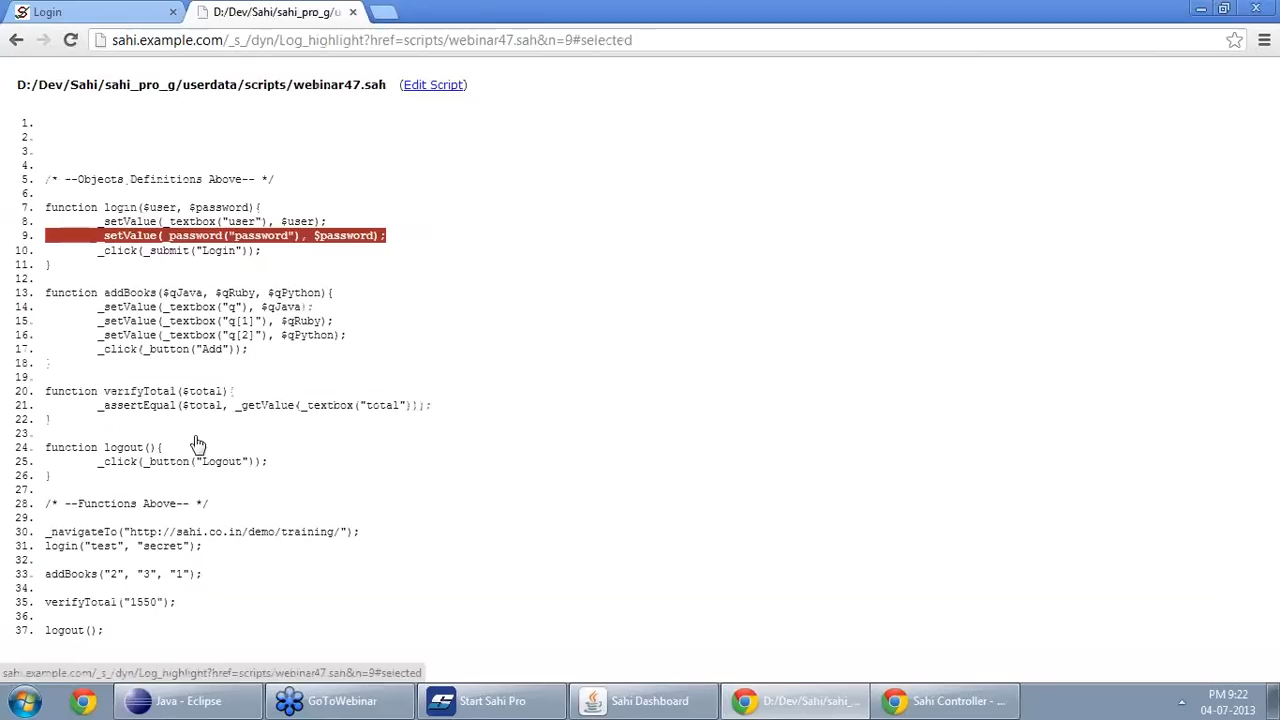 Login
D:/Dev/Sahi/sahi_pro_g/u
sahi.example.com/_s_/dyn/Log_highlight?href=scripts/webinar47.sah&n=9#selected
D:/Dev/Sahi/sahi_pro_g/userdata/scripts/webinar47.sah (Edit Script)
1.
2.
3.
4.
5. /* --Objects Definitions Above-- */
6.
7. function login($user, $password){
8. _setValue(_textbox("user"), $user);
9. _setValue(_password("password"), $password);
10. _click(_submit("Login"));
11. }
12.
13. function addBooks($qJava, $qRuby, $qPython){
14. _setValue(_textbox("q"), $qJava);
15. _setValue(_textbox("q[1]"), $qRuby);
16. _setValue(_textbox("q[2]"), $qPython);
17. _click(_button("Add"));
18. }
19.
20. function verifyTotal($total){
21. _assertEqual($total, _getValue(_textbox("total")));
22. }
23.
24. function logout(){
25. _click(_button("Logout"));
26. }
27.
28. /* --Functions Above-- */
29.
30. _navigateTo("http://sahi.co.in/demo/training/");
31. login("test", "secret");
32.
33. addBooks("2", "3", "1");
34.
35. verifyTotal("1550");
36.
37. logout();
sahi.example.com/_s_/dyn/Log_highlight?href=scripts/webinar47.sah&n=9#selected
Java - Eclipse
GoToWebinar
Start Sahi Pro
Sahi Dashboard
D:/Dev/Sahi/sahi_...
Sahi Controller - ...
PM 9:22
04-07-2013